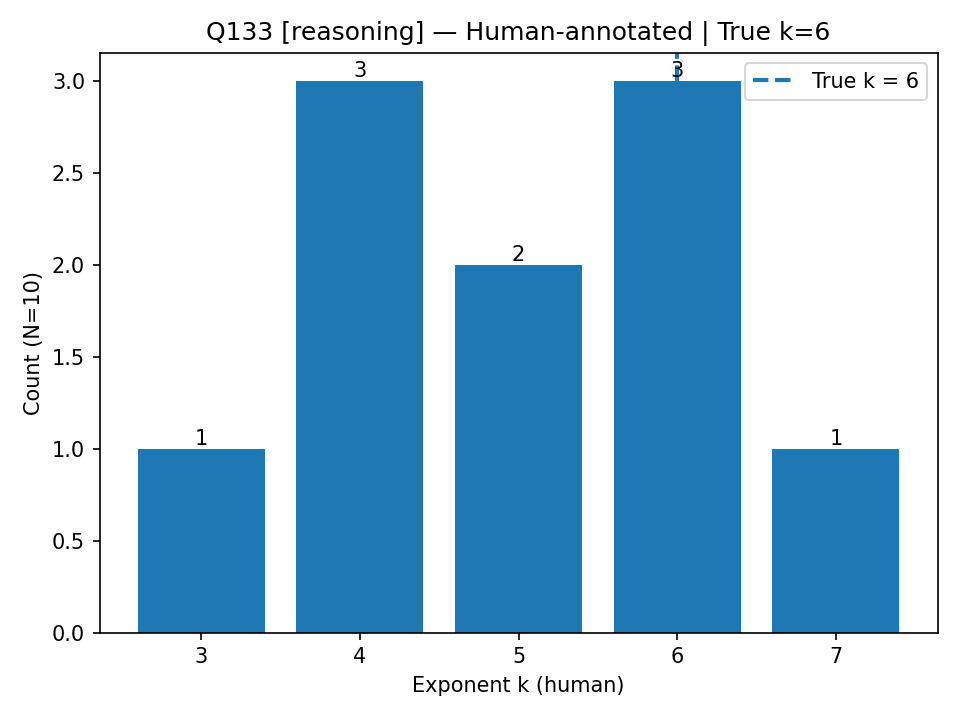 Q133 [reasoning] — Human-annotated | True k=6
True k = 6
3
3
2
1
1
3.0
2.5
2.0
1.5
1.0
0.5
0.0
Count (N=10)
3 4 5 6 7
Exponent k (human)